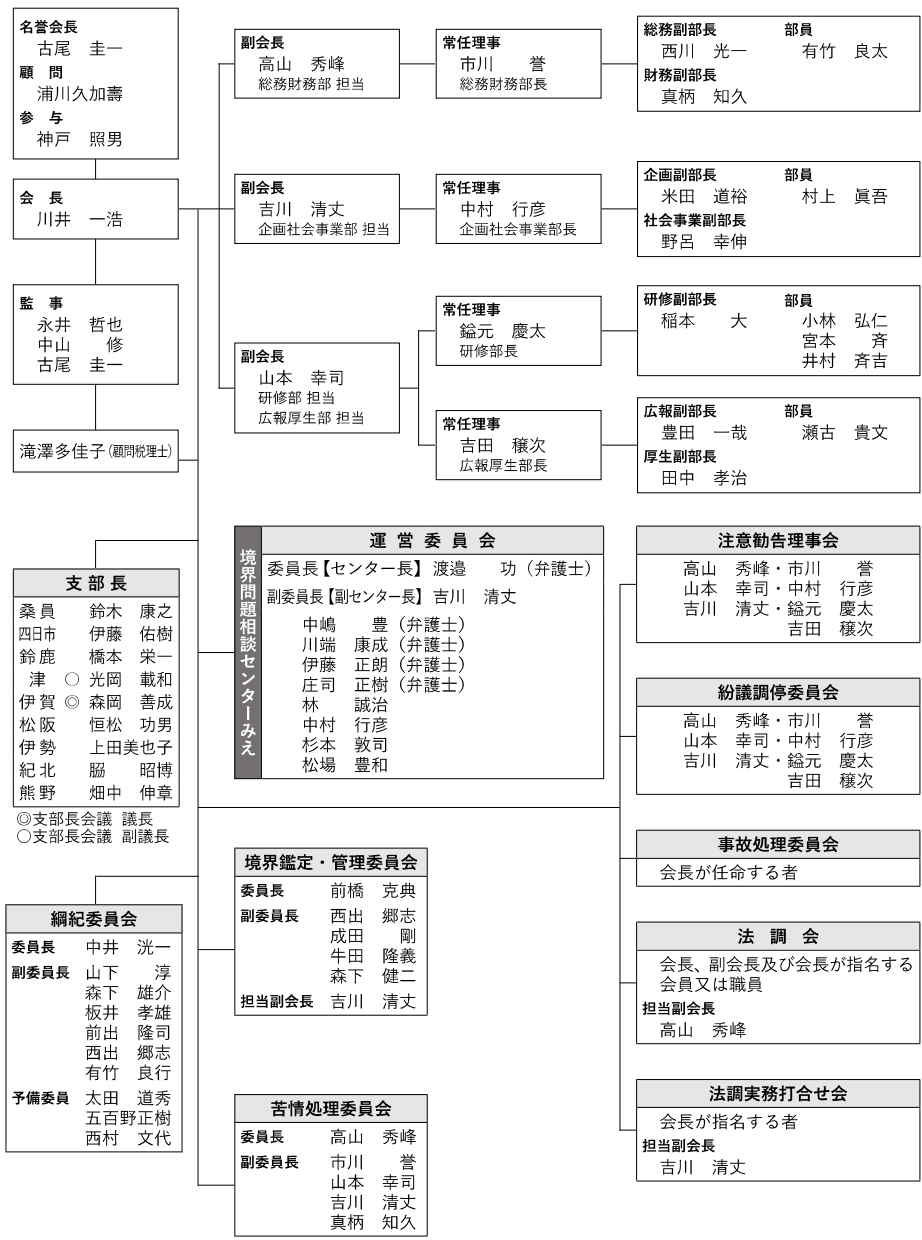 名誉会長
古尾　圭一
顧　問
浦川久加壽
参　与
神戸　照男
会　長
川井　一浩
監　事
永井　哲也
中山　　修
古尾　圭一
滝澤多佳子（顧問税理士）
副会長
高山　秀峰
総務財務部 担当
常任理事
市川　　誉
総務財務部長
総務副部長　部員
西川　光一　有竹　良太
財務副部長
真柄　知久
副会長
吉川　清丈
企画社会事業部 担当
常任理事
中村　行彦
企画社会事業部長
企画副部長　部員
米田　道裕　村上　眞吾
社会事業副部長
野呂　幸伸
副会長
山本　幸司
研修部 担当
広報厚生部 担当
常任理事
鎰元　慶太
研修部長
研修副部長　部員
稲本　　大　小林　弘仁
宮本　　斉
井村　斉吉
常任理事
吉田　穣次
広報厚生部長
広報副部長　部員
豊田　一哉　瀬古　貴文
厚生副部長
田中　孝治
支部長
桑員　鈴木　康之
四日市　伊藤　佑樹
鈴鹿　橋本　栄一
津　○光岡　載和
伊賀◎森岡　善成
松阪　恒松　功男
伊勢　上田美也子
紀北　脇　　昭博
熊野　畑中　伸章
◎支部長会議 議長
○支部長会議 副議長
綱紀委員会
委員長　中井　洸一
副委員長　山下　　淳
森下　雄介
板井　孝雄
前出　隆司
西出　郷志
有竹　良行
予備委員　太田　道秀
五百野正樹
西村　文代
境界問題相談センターみえ
運営委員会
委員長【センター長】渡邉　　功（弁護士）
副委員長【副センター長】吉川　清丈
中嶋　　豊（弁護士）
川端　康成（弁護士）
伊藤　正朗（弁護士）
庄司　正樹（弁護士）
林　　誠治
中村　行彦
杉本　敦司
松場　豊和
境界鑑定・管理委員会
委員長　前橋　克典
副委員長　西出　郷志
成田　　剛
牛田　隆義
森下　健二
担当副会長　吉川　清丈
苦情処理委員会
委員長　高山　秀峰
副委員長　市川　　誉
山本　幸司
吉川　清丈
真柄　知久
注意勧告理事会
高山　秀峰・市川　　誉
山本　幸司・中村　行彦
吉川　清丈・鎰元　慶太
吉田　穣次
紛議調停委員会
高山　秀峰・市川　　誉
山本　幸司・中村　行彦
吉川　清丈・鎰元　慶太
吉田　穣次
事故処理委員会
会長が任命する者
法　調　会
会長、副会長及び会長が指名する
会員又は職員
担当副会長
高山　秀峰
法調実務打合せ会
会長が指名する者
担当副会長
吉川　清丈